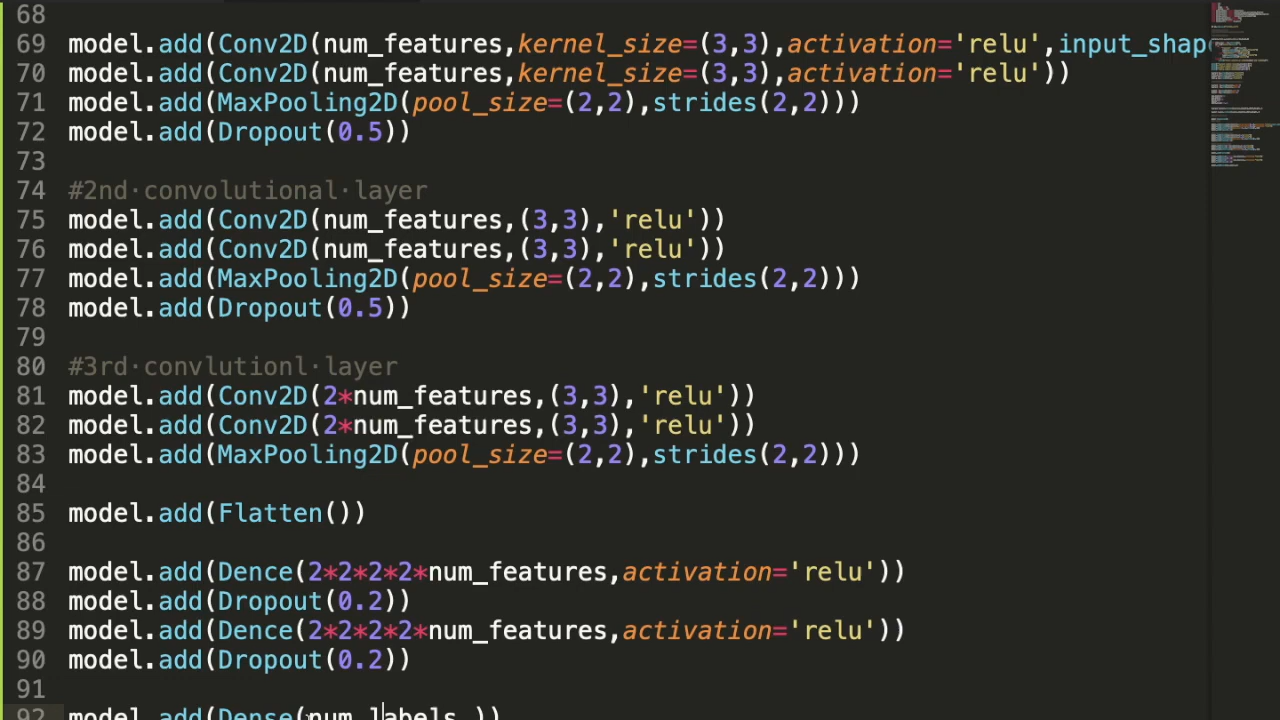 68
69 model.add(Conv2D(num_features,kernel_size=(3,3),activation='relu',input_shap
70 model.add(Conv2D(num_features,kernel_size=(3,3),activation='relu'))
71 model.add(MaxPooling2D(pool_size=(2,2),strides(2,2)))
72 model.add(Dropout(0.5))
73
74 #2nd·convolutional·layer
75 model.add(Conv2D(num_features,(3,3),'relu'))
76 model.add(Conv2D(num_features,(3,3),'relu'))
77 model.add(MaxPooling2D(pool_size=(2,2),strides(2,2)))
78 model.add(Dropout(0.5))
79
80 #3rd·convlutionl·layer
81 model.add(Conv2D(2*num_features,(3,3),'relu'))
82 model.add(Conv2D(2*num_features,(3,3),'relu'))
83 model.add(MaxPooling2D(pool_size=(2,2),strides(2,2)))
84
85 model.add(Flatten())
86
87 model.add(Dence(2*2*2*2*num_features,activation='relu'))
88 model.add(Dropout(0.2))
89 model.add(Dence(2*2*2*2*num_features,activation='relu'))
90 model.add(Dropout(0.2))
91
92 model.add(Dense(num_labels,))